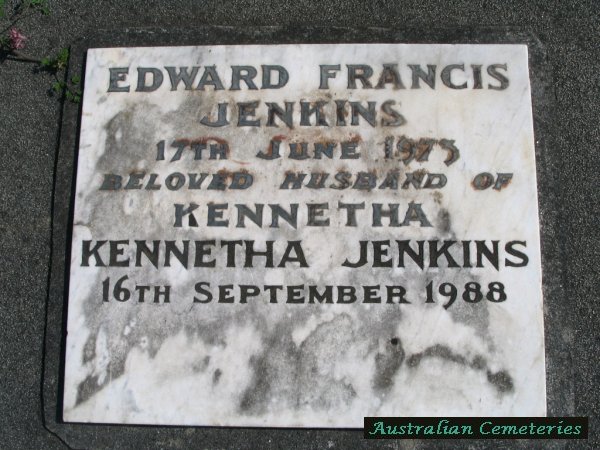 EDWARD FRANCIS
JENKINS
17TH JUNE 1973
BELOVED HUSBAND OF
KENNETHA
KENNETHA JENKINS
16TH SEPTEMBER 1988
Australian Cemeteries